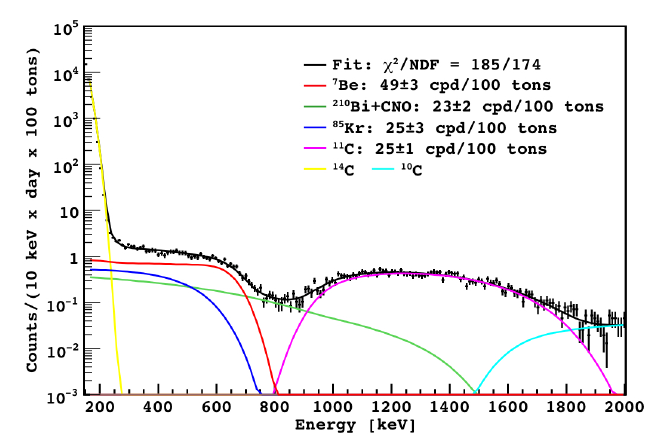 10⁵
10⁴
10³
10²
10
1
10⁻¹
10⁻²
10⁻³
Counts/(10 keV x day x 100 tons)
Fit: χ²/NDF = 185/174
⁷Be: 49±3 cpd/100 tons
²¹⁰Bi+CNO: 23±2 cpd/100 tons
⁸⁵Kr: 25±3 cpd/100 tons
¹¹C: 25±1 cpd/100 tons
¹⁴C ¹⁰C
200 400 600 800 1000 1200 1400 1600 1800 2000
Energy [keV]